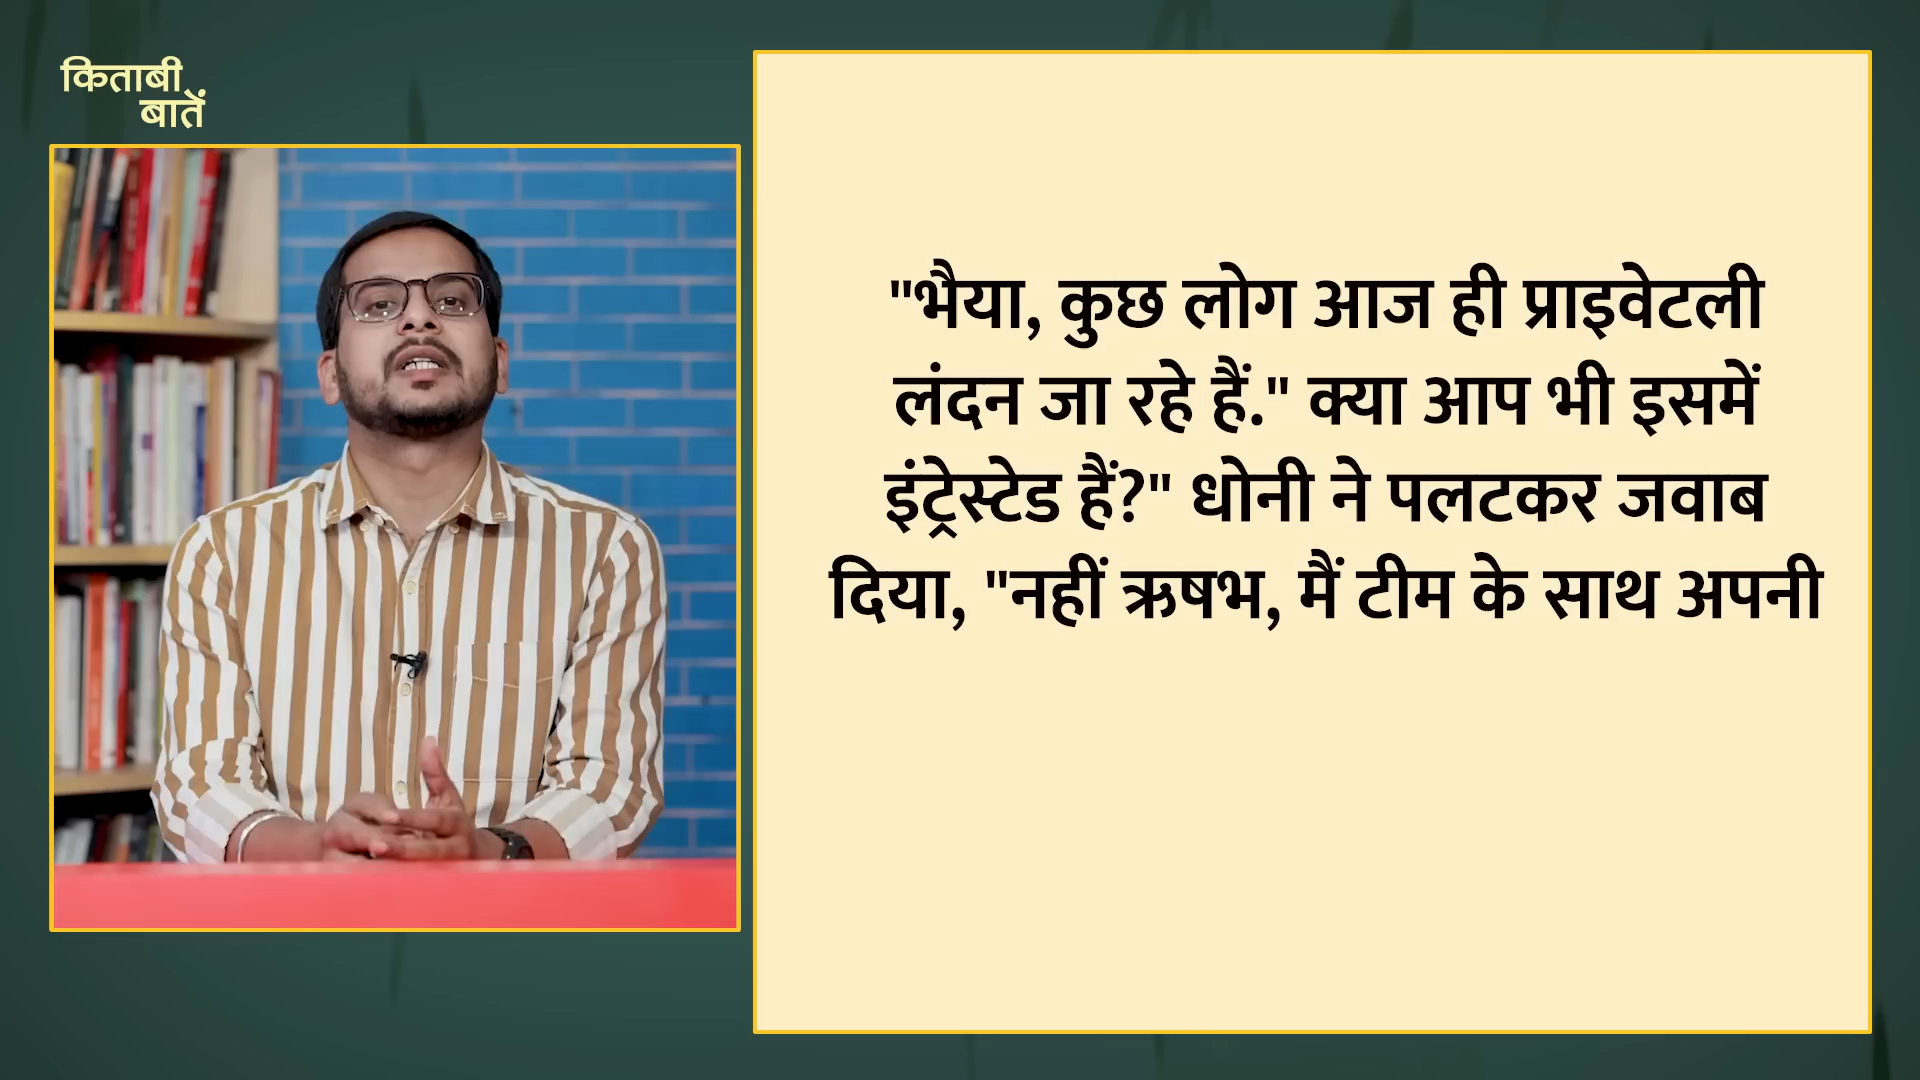 किताबी
बातें
"भैया, कुछ लोग आज ही प्राइवेटली
लंदन जा रहे हैं." क्या आप भी इसमें
इंट्रेस्टेड हैं?" धोनी ने पलटकर जवाब
दिया, "नहीं ऋषभ, मैं टीम के साथ अपनी